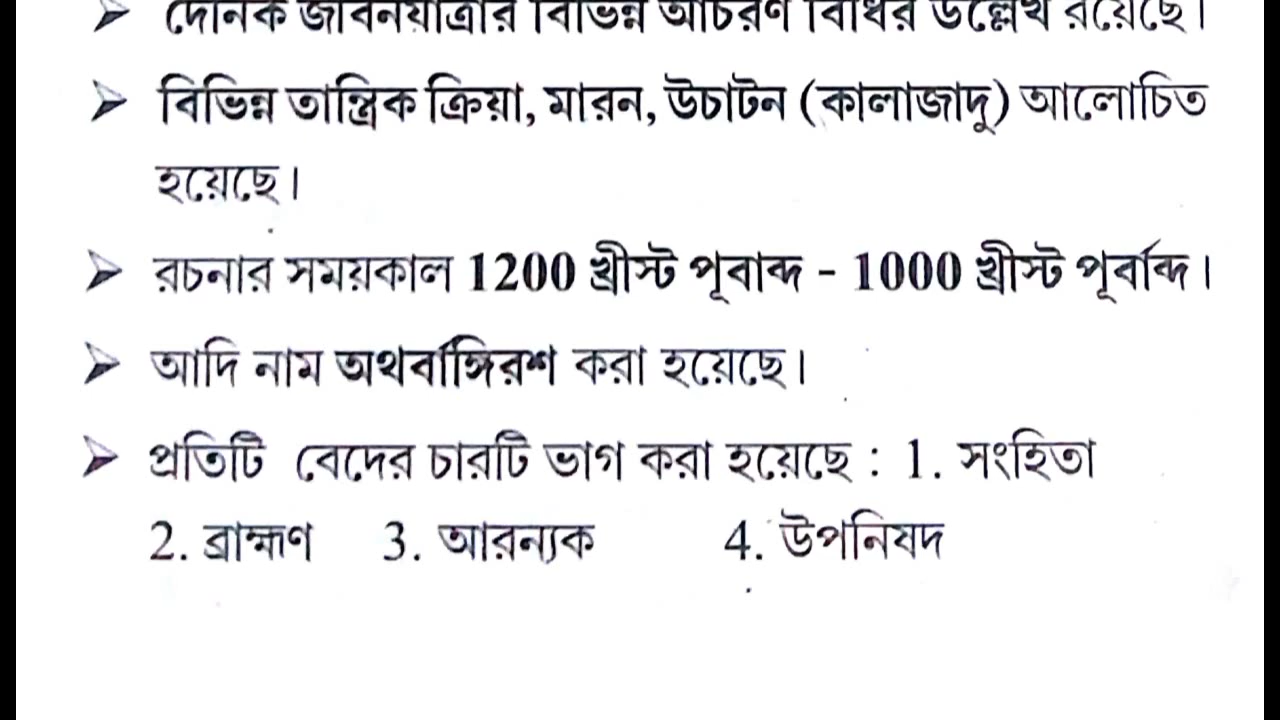 ➢ দৈনিক জীবনযাত্রার বিভিন্ন আচরণ বিধির উল্লেখ রয়েছে।
➢ বিভিন্ন তান্ত্রিক ক্রিয়া, মারন, উচাটন (কালাজাদু) আলোচিত
হয়েছে।
➢ রচনার সময়কাল 1200 খ্রীস্ট পূবাব্দ - 1000 খ্রীস্ট পূর্বাব্দ।
➢ আদি নাম অথর্বাঙ্গিরশ করা হয়েছে।
➢ প্রতিটি বেদের চারটি ভাগ করা হয়েছে : 1. সংহিতা
2. ব্রাহ্মণ 3. আরন্যক 4. উপনিষদ